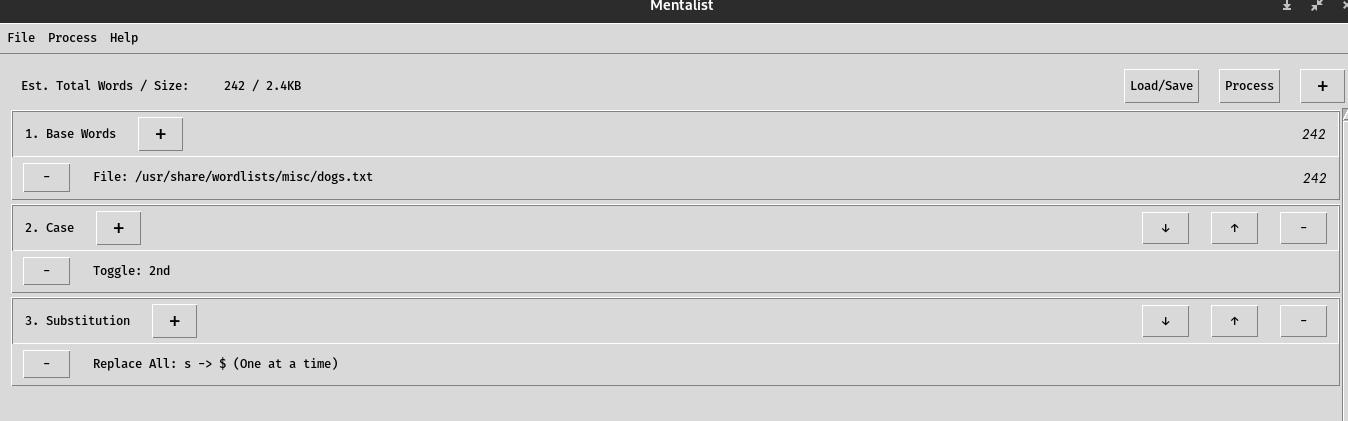 Mentalist
File Process Help
Est. Total Words / Size: 242 / 2.4KB Load/Save Process +
1. Base Words + 242
- File: /usr/share/wordlists/misc/dogs.txt 242
2. Case + ↓ ↑ -
- Toggle: 2nd
3. Substitution + ↓ ↑ -
- Replace All: s -> $ (One at a time)